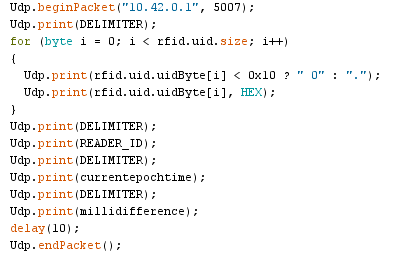 Udp.beginPacket("10.42.0.1", 5007);
Udp.print(DELIMITER);
for (byte i = 0; i < rfid.uid.size; i++)
{
Udp.print(rfid.uid.uidByte[i] < 0x10 ? " 0" : ".");
Udp.print(rfid.uid.uidByte[i], HEX);
}
Udp.print(DELIMITER);
Udp.print(READER_ID);
Udp.print(DELIMITER);
Udp.print(currentepochtime);
Udp.print(DELIMITER);
Udp.print(millidifference);
delay(10);
Udp.endPacket();